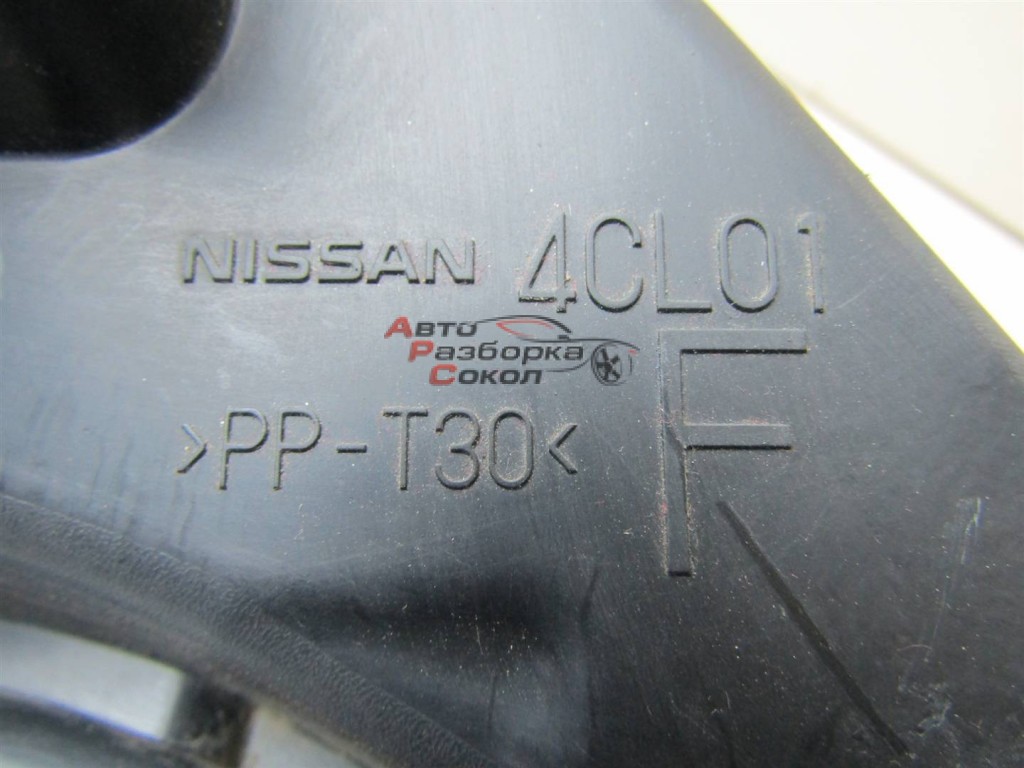 NISSAN 4CL01
Авто
Разборка
Сокол
F
>PP-T30<